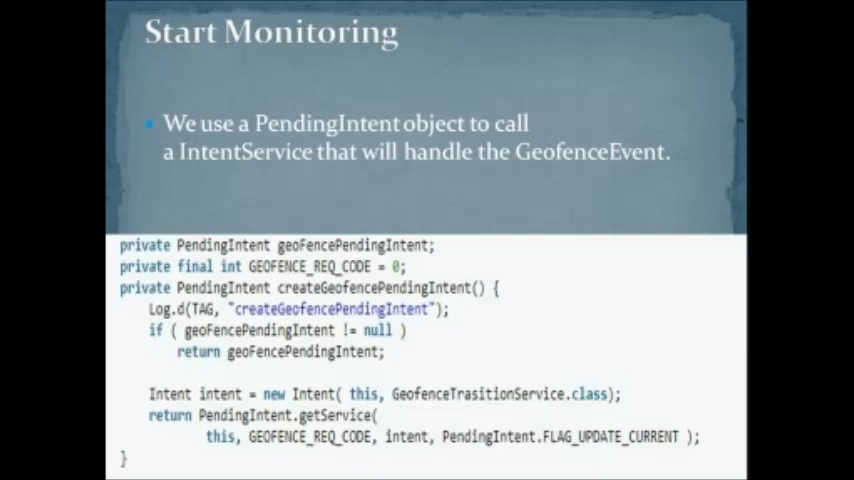 Start Monitoring
We use a PendingIntent object to call
a IntentService that will handle the GeofenceEvent.
private PendingIntent geoFencePendingIntent;
private final int GEOFENCE_REQ_CODE = 0;
private PendingIntent createGeofencePendingIntent() {
Log.d(TAG, "createGeofencePendingIntent");
if ( geoFencePendingIntent != null )
return geoFencePendingIntent;
Intent intent = new Intent( this, GeofenceTrasitionService.class);
return PendingIntent.getService(
this, GEOFENCE_REQ_CODE, intent, PendingIntent.FLAG_UPDATE_CURRENT );
}